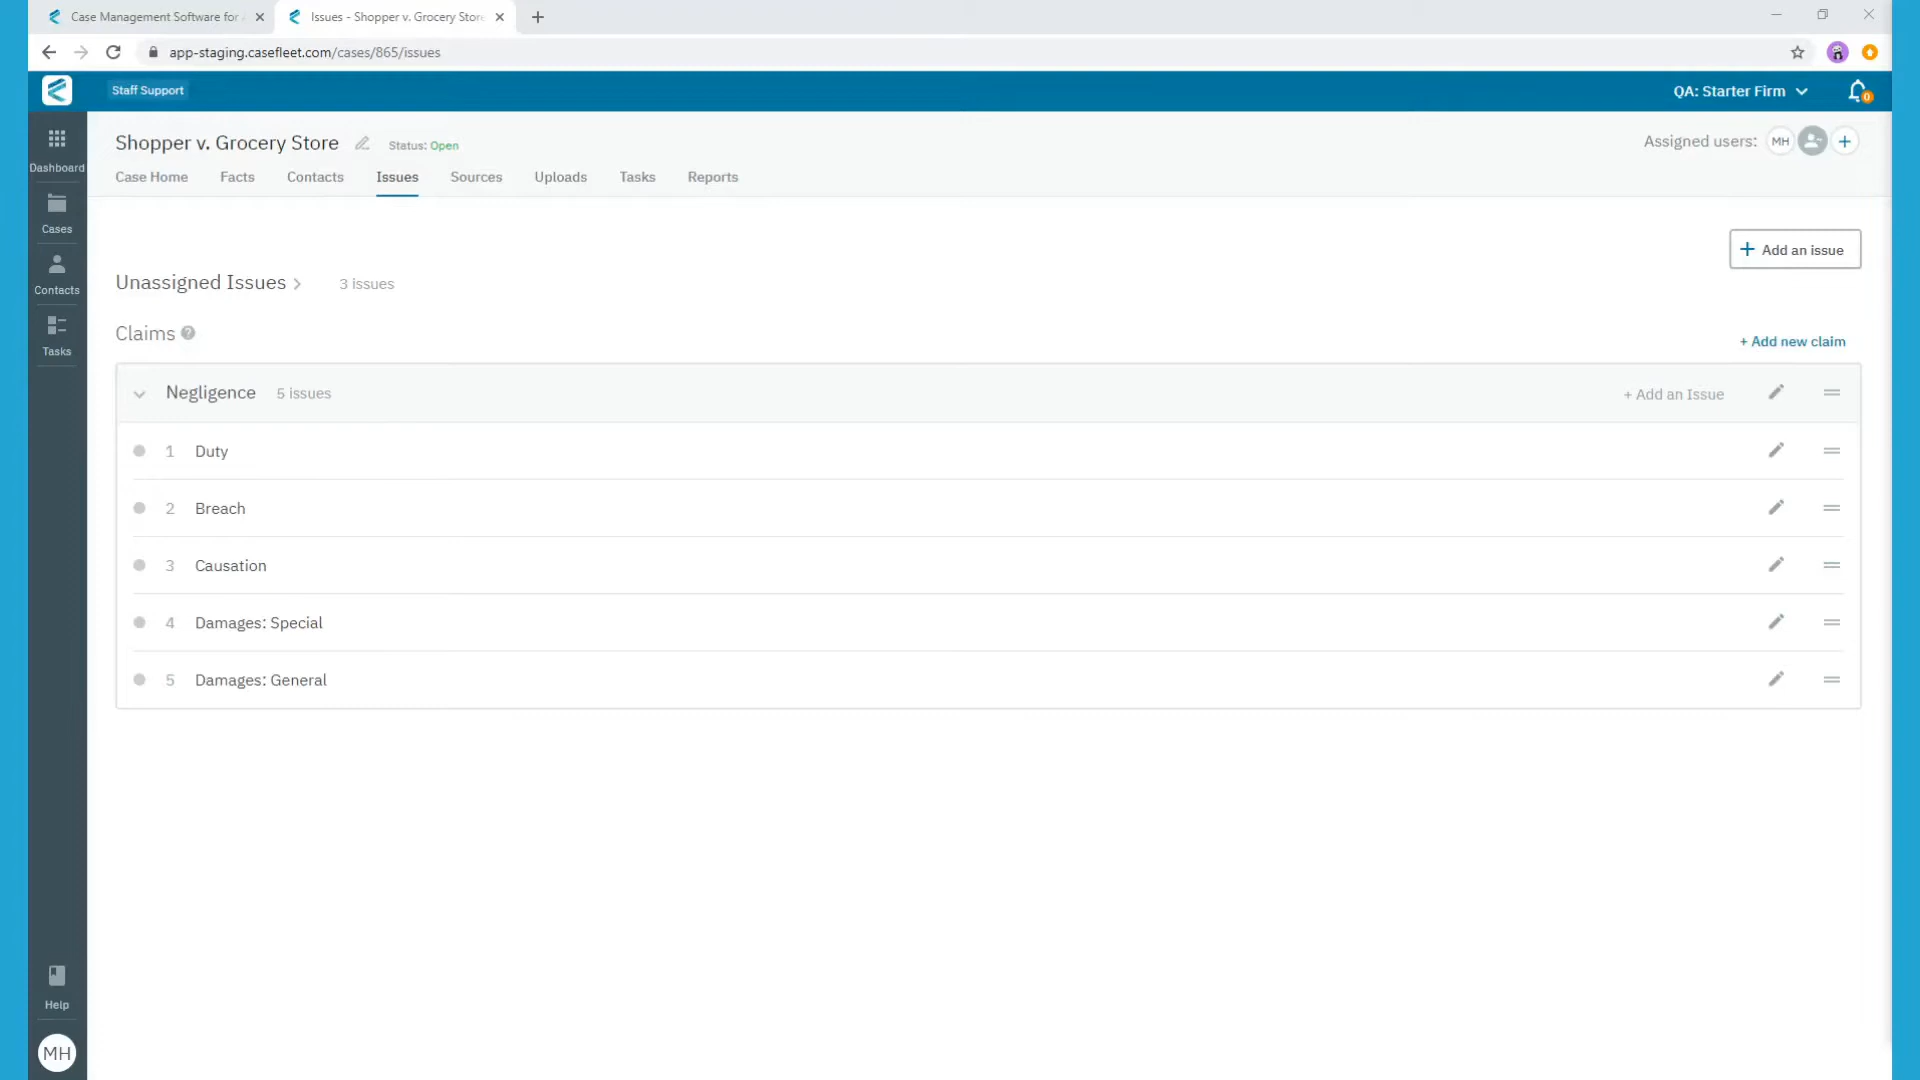 Case Management Software for
Issues - Shopper v. Grocery Store
app-staging.casefleet.com/cases/865/issues
Staff Support
QA: Starter Firm
0
Dashboard
Cases
Contacts
Tasks
Help
MH
Shopper v. Grocery Store
Status: Open
Assigned users:
MH
Case Home
Facts
Contacts
Issues
Sources
Uploads
Tasks
Reports
+ Add an issue
Unassigned Issues >
3 issues
Claims ?
+ Add new claim
Negligence 5 issues
+ Add an Issue
1 Duty
2 Breach
3 Causation
4 Damages: Special
5 Damages: General